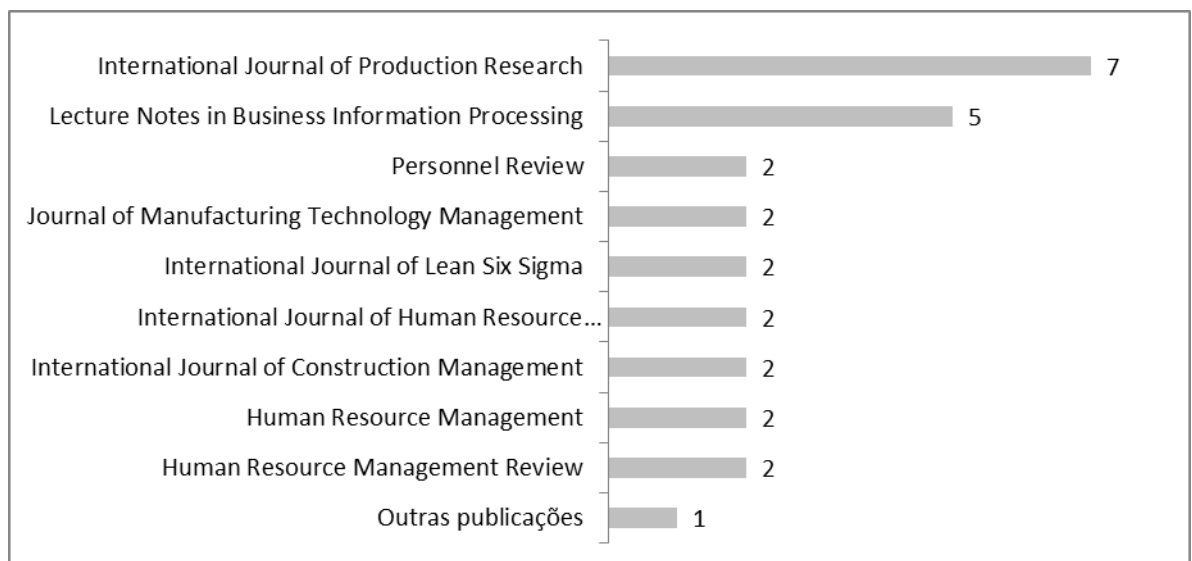 International Journal of Production Research 7
Lecture Notes in Business Information Processing 5
Personnel Review 2
Journal of Manufacturing Technology Management 2
International Journal of Lean Six Sigma 2
International Journal of Human Resource... 2
International Journal of Construction Management 2
Human Resource Management 2
Human Resource Management Review 2
Outras publicações 1